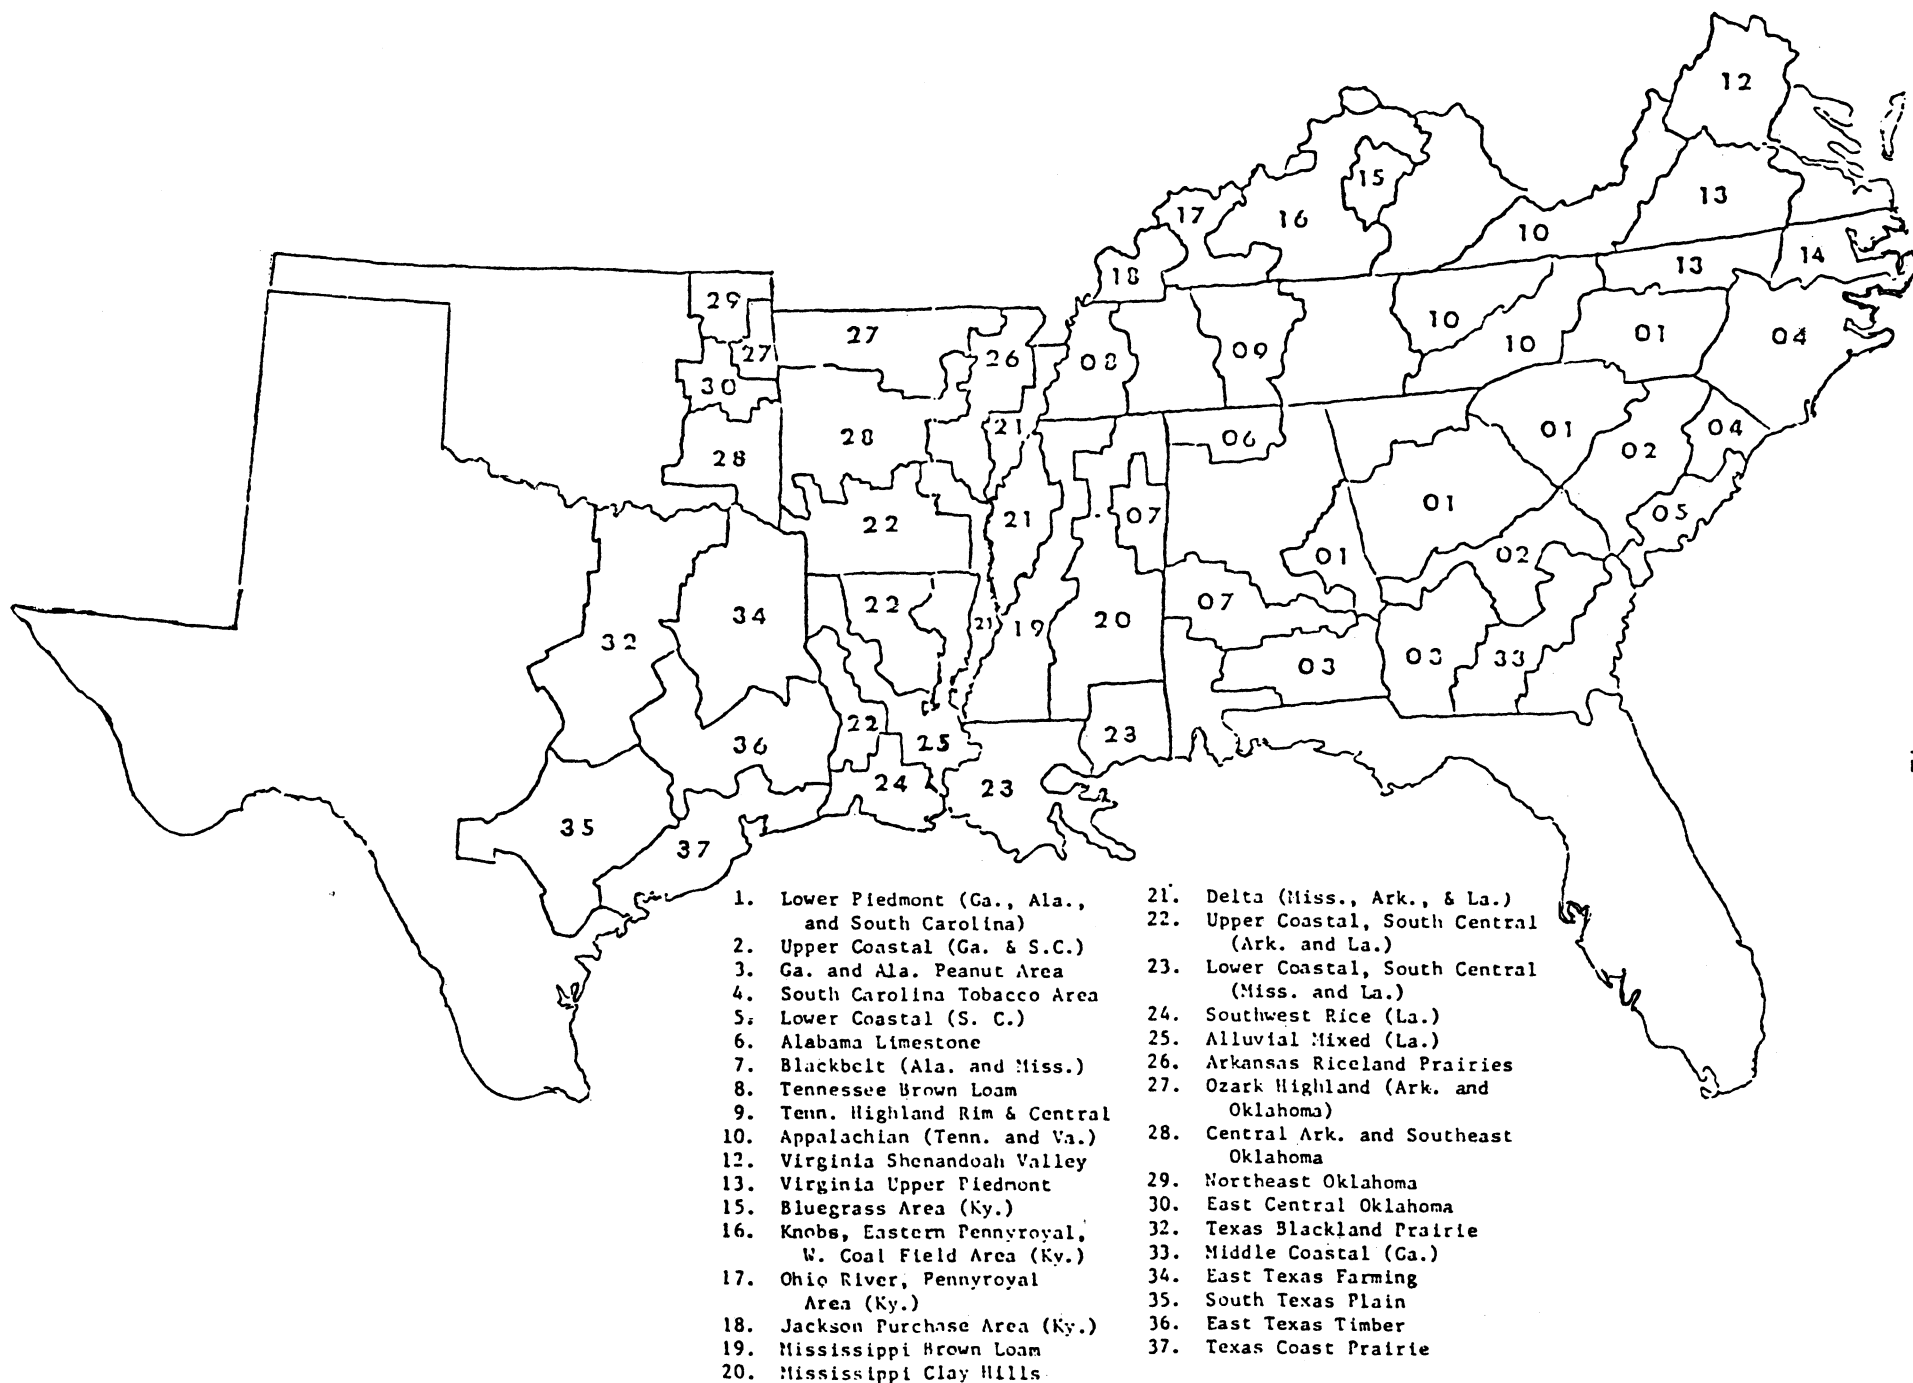 12
15
13
17
16
10
14
18
13
29
27
10
01
04
27
26
08
09
10
30
21
06
01
04
28
28
02
01
07
05
22
21
01
02
34
22
07
21
19
20
32
03
03
33
22
23
36
25
24
23
35
37
1. Lower Piedmont (Ga., Ala.,
and South Carolina)
2. Upper Coastal (Ga. & S.C.)
3. Ga. and Ala. Peanut Area
4. South Carolina Tobacco Area
5. Lower Coastal (S. C.)
6. Alabama Limestone
7. Blackbelt (Ala. and Miss.)
8. Tennessee Brown Loam
9. Tenn. Highland Rim & Central
10. Appalachian (Tenn. and Va.)
12. Virginia Shenandoah Valley
13. Virginia Upper Piedmont
15. Bluegrass Area (Ky.)
16. Knobs, Eastern Pennyroyal,
W. Coal Field Area (Ky.)
17. Ohio River, Pennyroyal
Area (Ky.)
18. Jackson Purchase Area (Ky.)
19. Mississippi Brown Loam
20. Mississippi Clay Hills
21. Delta (Miss., Ark., & La.)
22. Upper Coastal, South Central
(Ark. and La.)
23. Lower Coastal, South Central
(Miss. and La.)
24. Southwest Rice (La.)
25. Alluvial Mixed (La.)
26. Arkansas Riceland Prairies
27. Ozark Highland (Ark. and
Oklahoma)
28. Central Ark. and Southeast
Oklahoma
29. Northeast Oklahoma
30. East Central Oklahoma
32. Texas Blackland Prairie
33. Middle Coastal (Ga.)
34. East Texas Farming
35. South Texas Plain
36. East Texas Timber
37. Texas Coast Prairie